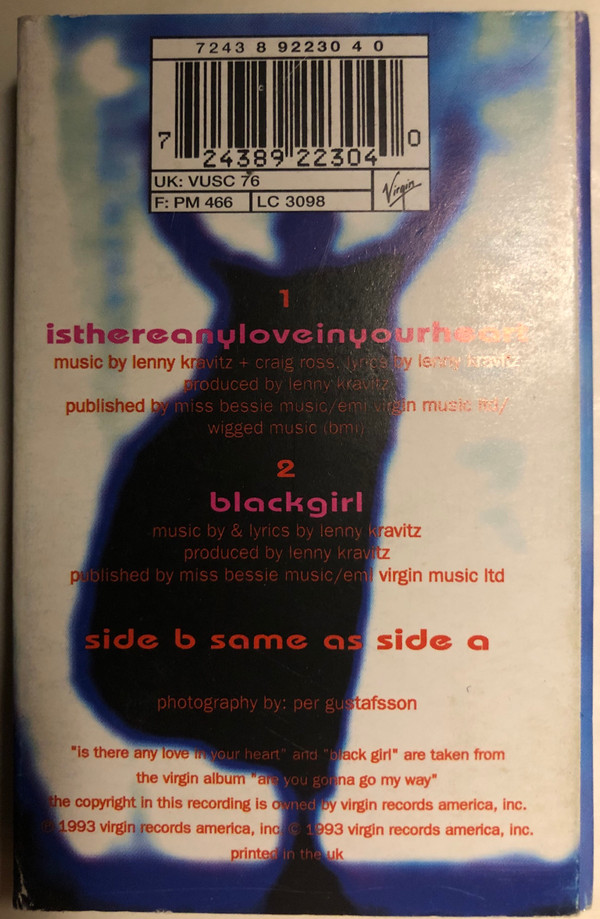 7243 8 92230 4 0
7 24389 22304 0
UK: VUSC 76
F: PM 466 LC 3098 Virgin
1
isthereanyloveinyourheart
music by lenny kravitz + craig ross. lyrics by lenny kravitz
produced by lenny kravitz
published by miss bessie music/emi virgin music ltd/
wigged music (bmi)
2
blackgirl
music by & lyrics by lenny kravitz
produced by lenny kravitz
published by miss bessie music/emi virgin music ltd
side b same as side a
photography by: per gustafsson
"is there any love in your heart" and "black girl" are taken from
the virgin album "are you gonna go my way"
the copyright in this recording is owned by virgin records america, inc.
℗ 1993 virgin records america, inc. © 1993 virgin records america, inc.
printed in the uk